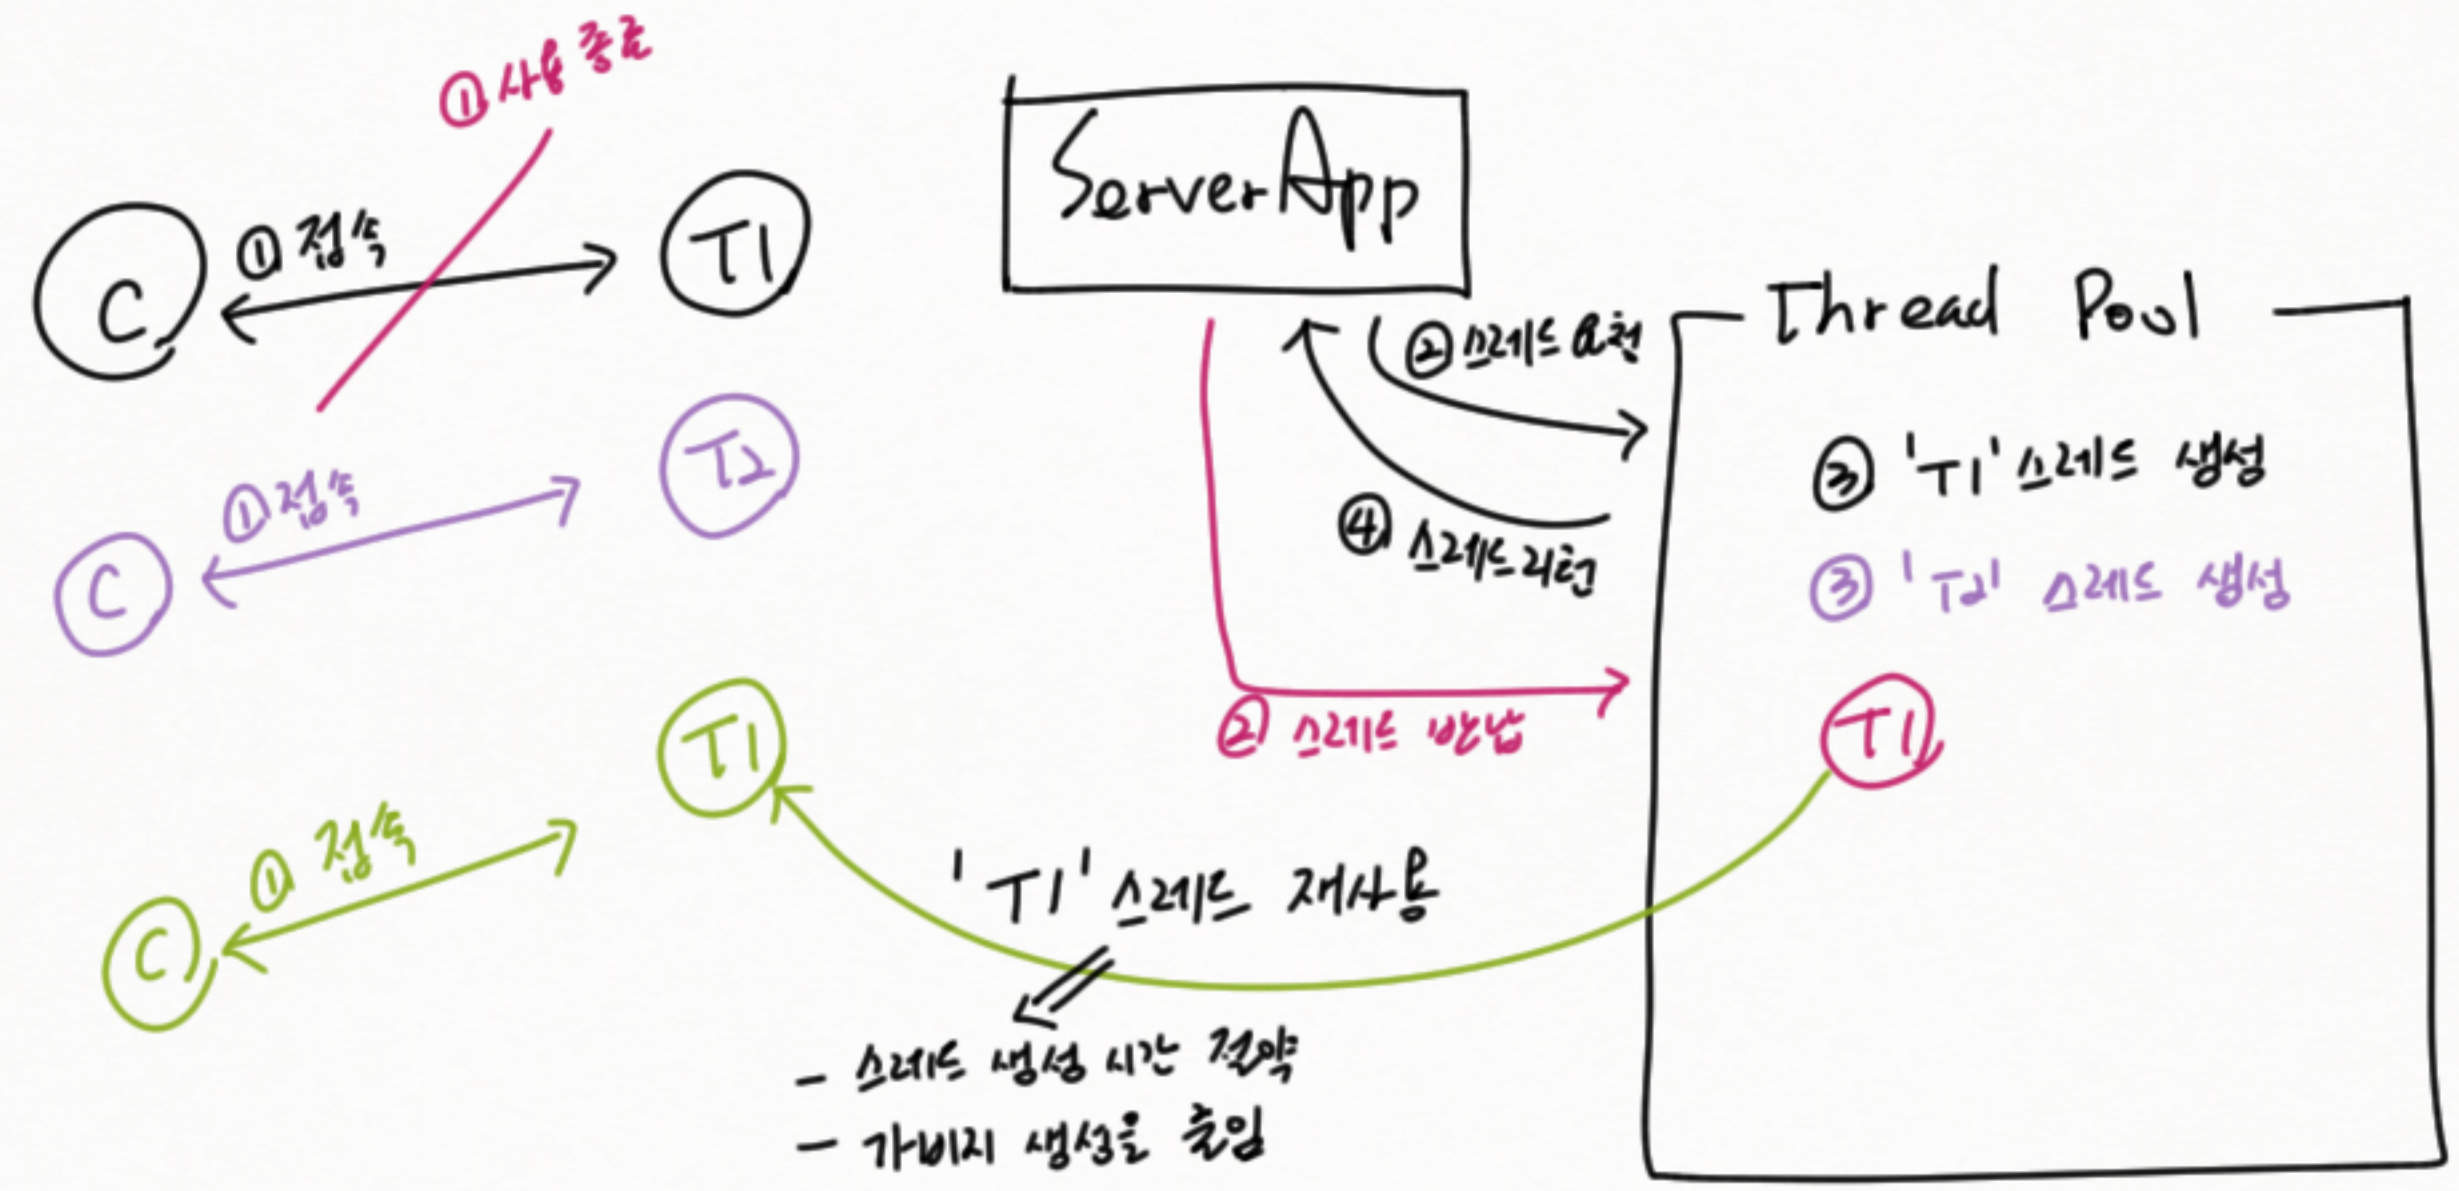 ① 사용 종료
C
① 접속
T1
ServerApp
Thread Pool
② 스레드 요청
④ 스레드 리턴
③ 'T1' 스레드 생성
③ 'T2' 스레드 생성
C
① 접속
T2
② 스레드 반납
T1
C
① 접속
T1
'T1' 스레드 재사용
- 스레드 생성 시간 절약
- 가비지 생성을 줄임